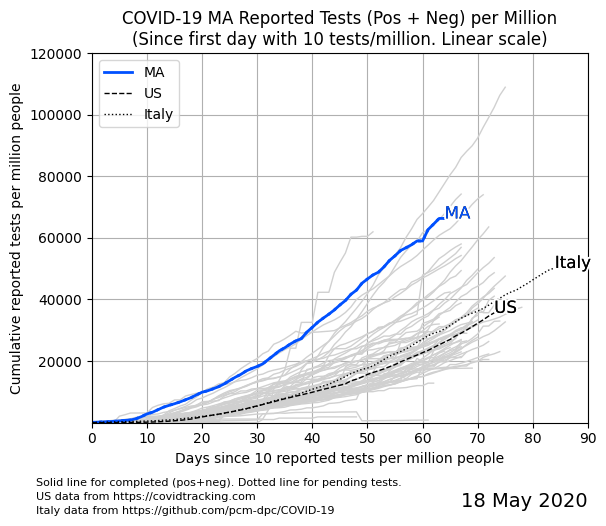 COVID-19 MA Reported Tests (Pos + Neg) per Million
(Since first day with 10 tests/million. Linear scale)
Cumulative reported tests per million people
120000
100000
80000
60000
40000
20000
MA
US
Italy
MA
Italy
US
0 10 20 30 40 50 60 70 80 90
Days since 10 reported tests per million people
Solid line for completed (pos+neg). Dotted line for pending tests.
US data from https://covidtracking.com
Italy data from https://github.com/pcm-dpc/COVID-19
18 May 2020